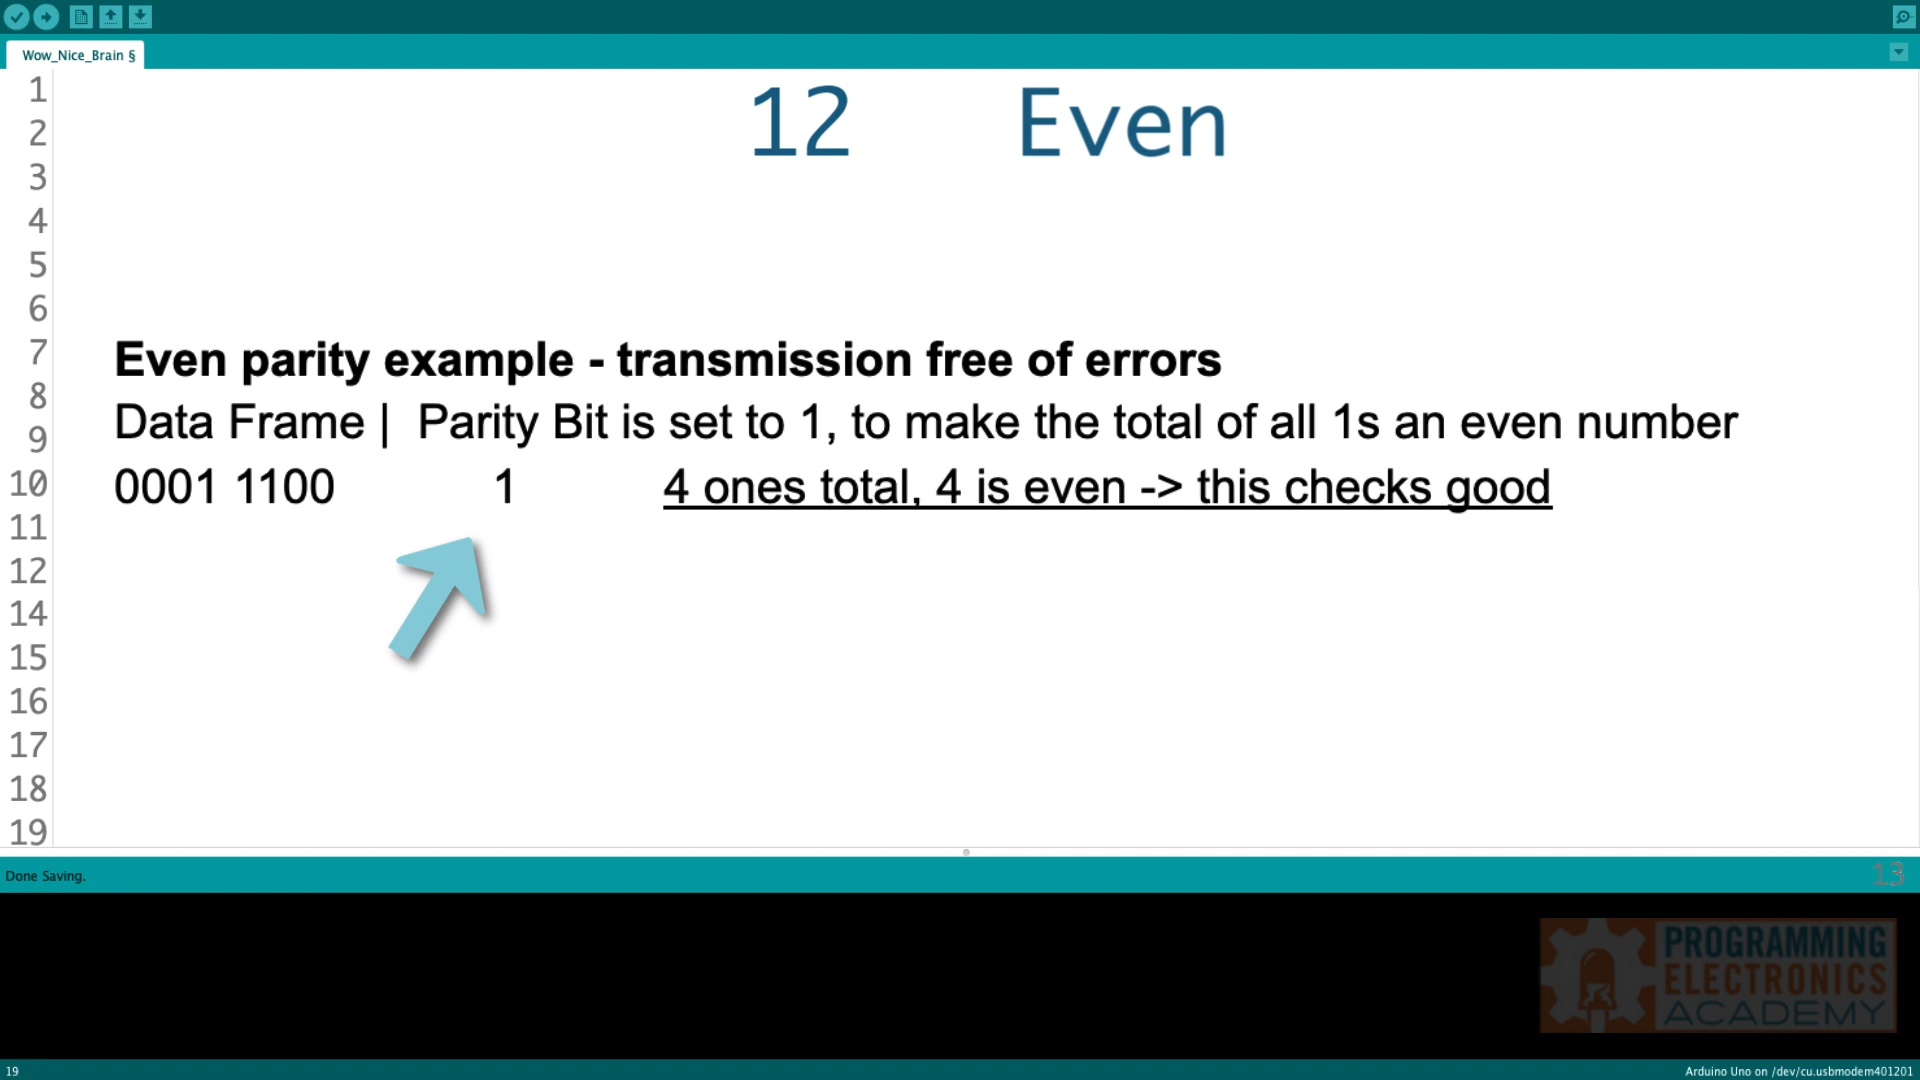 Wow_Nice_Brain §
1
2
3
4
5
6
7
8
9
10
11
12
14
15
16
17
18
19
12 Even
Even parity example - transmission free of errors
Data Frame | Parity Bit is set to 1, to make the total of all 1s an even number
0001 1100 1 4 ones total, 4 is even -> this checks good
Done Saving.
13
PROGRAMMING
ELECTRONICS
ACADEMY
19
Arduino Uno on /dev/cu.usbmodem401201